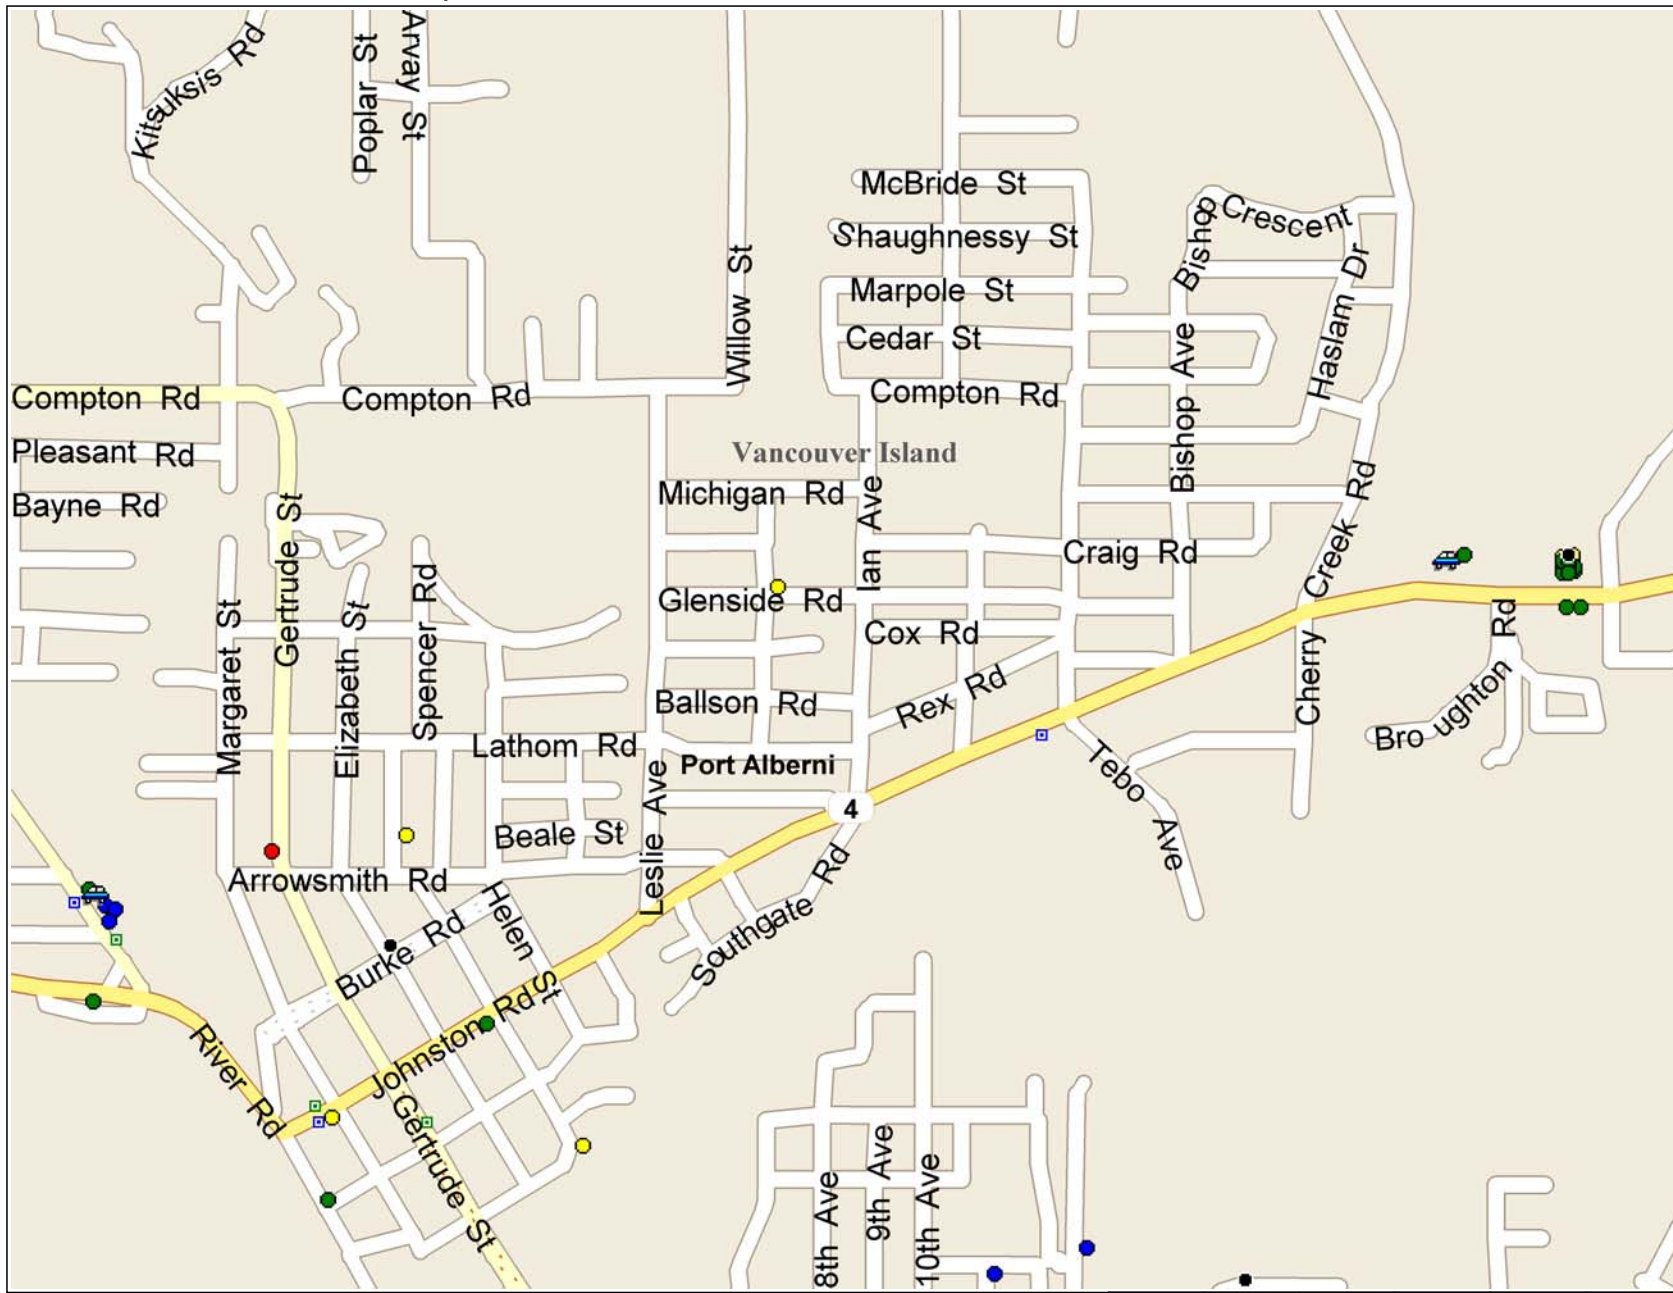 Kitsuksis Rd
Poplar St
Arvay St
McBride St
Bishop Crescent
Shaughnessy St
Willow St
Marpole St
Haslam Dr
Cedar St
Compton Rd
Compton Rd
Compton Rd
Bishop Ave
Pleasant Rd
Vancouver Island
Michigan Rd
Bayne Rd
Gertrude St
Ian Ave
Craig Rd
Cherry Creek Rd
Glenside Rd
Margaret St
Elizabeth St
Spencer Rd
Cox Rd
Broughton Rd
Ballson Rd
Rex Rd
Lathom Rd
Port Alberni
Tebo Ave
4
Beale St
Leslie Ave
Arrowsmith Rd
Southgate Rd
Helen St
Burke Rd
Johnston Rd
River Rd
Gertrude St
8th Ave
9th Ave
10th Ave